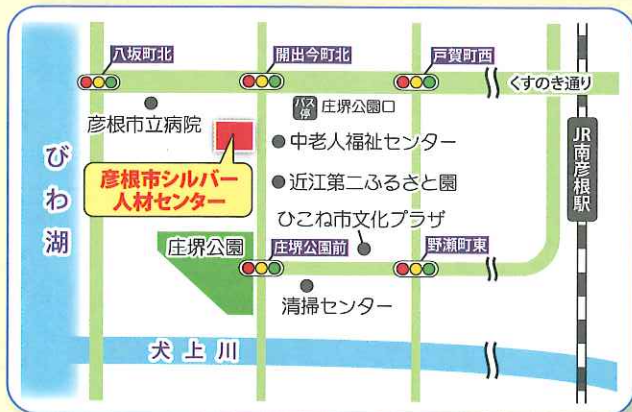 八坂町北
開出今町北
戸賀町西
くすのき通り
バス停
庄堺公園口
彦根市立病院
中老人福祉センター
JR南彦根駅
びわ湖
彦根市シルバー
人材センター
近江第二ふるさと園
ひこね市文化プラザ
庄堺公園
庄堺公園前
野瀬町東
清掃センター
犬上川